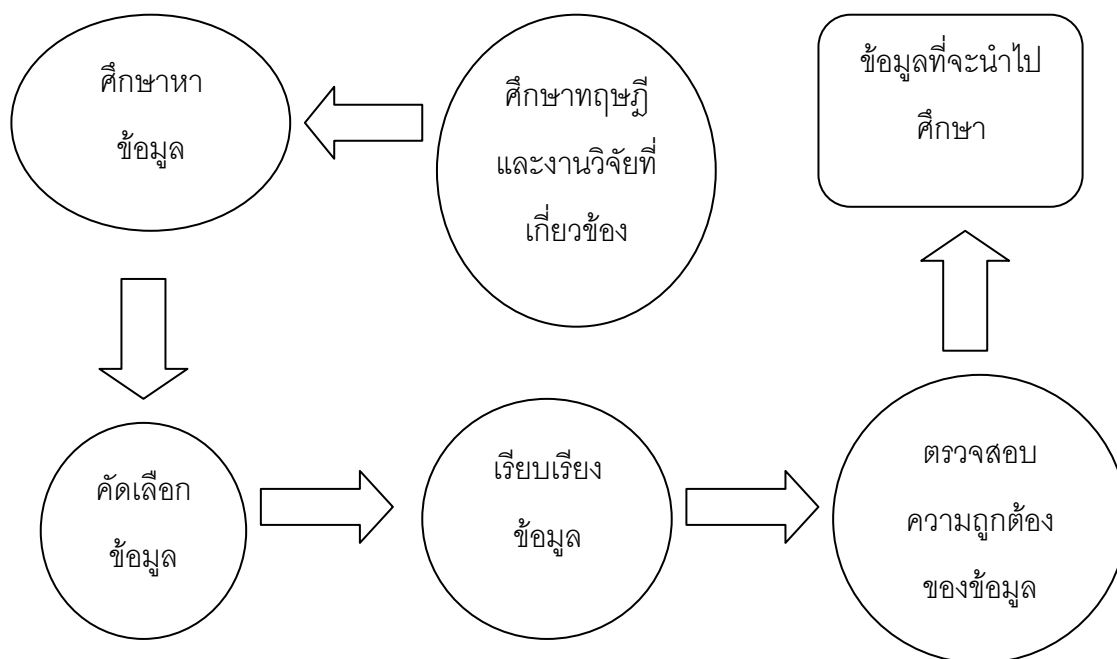 ศึกษาหา
ข้อมูล
ศึกษาทฤษฎี
และงานวิจัยที่
เกี่ยวข้อง
ข้อมูลที่จะนำไป
ศึกษา
คัดเลือก
ข้อมูล
เรียบเรียง
ข้อมูล
ตรวจสอบ
ความถูกต้อง
ของข้อมูล